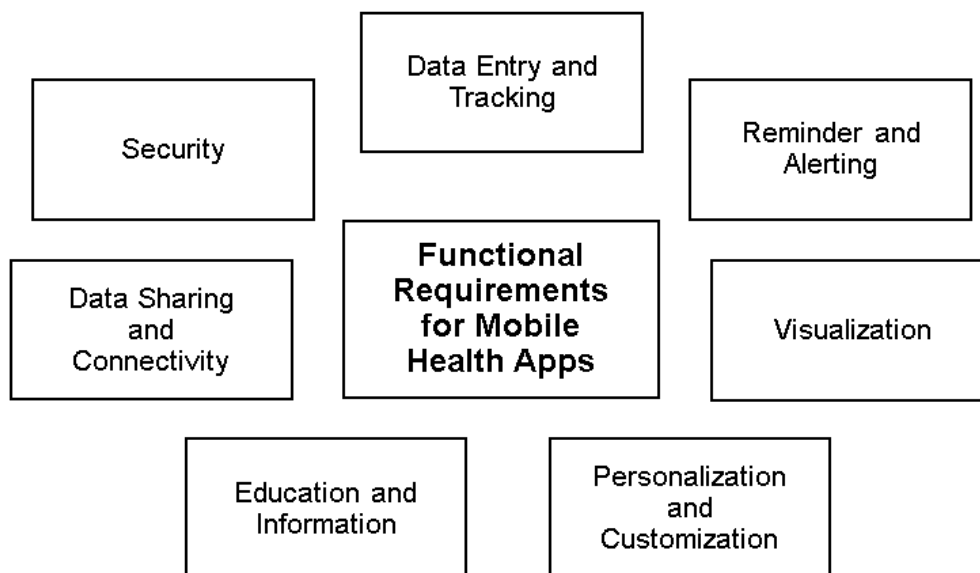 Data Entry and
Tracking
Security
Reminder and
Alerting
Functional
Requirements
for Mobile
Health Apps
Data Sharing
and
Connectivity
Visualization
Education and
Information
Personalization
and
Customization